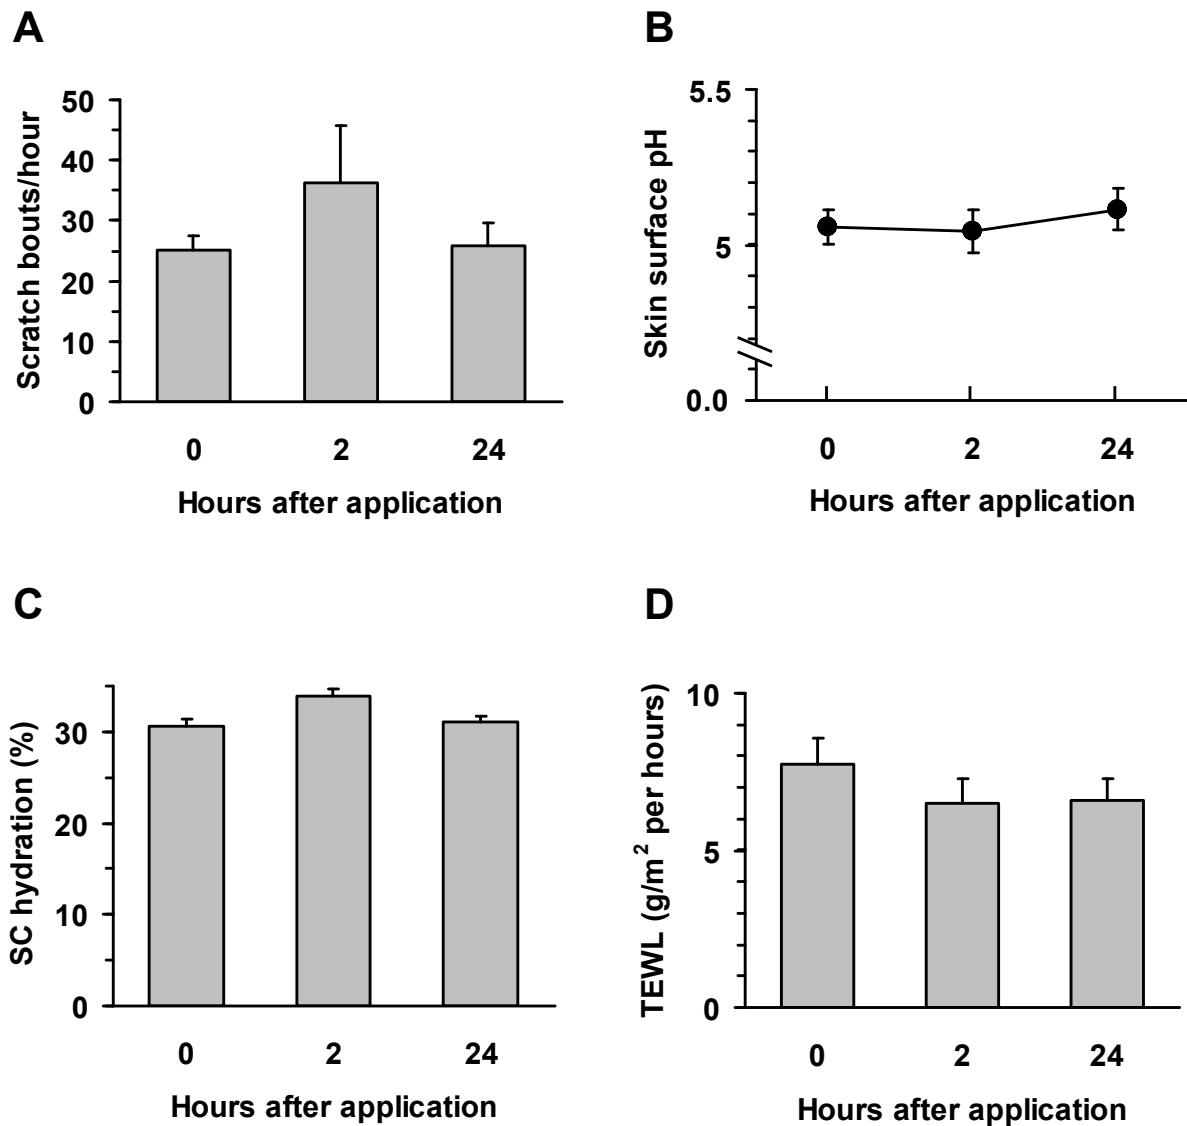 A
Scratch bouts/hour
50
40
30
20
10
0
0 2 24
Hours after application
B
Skin surface pH
5.5
5
0.0
0 2 24
Hours after application
C
SC hydration (%)
30
20
10
0
0 2 24
Hours after application
D
TEWL (g/m² per hours)
10
5
0
0 2 24
Hours after application